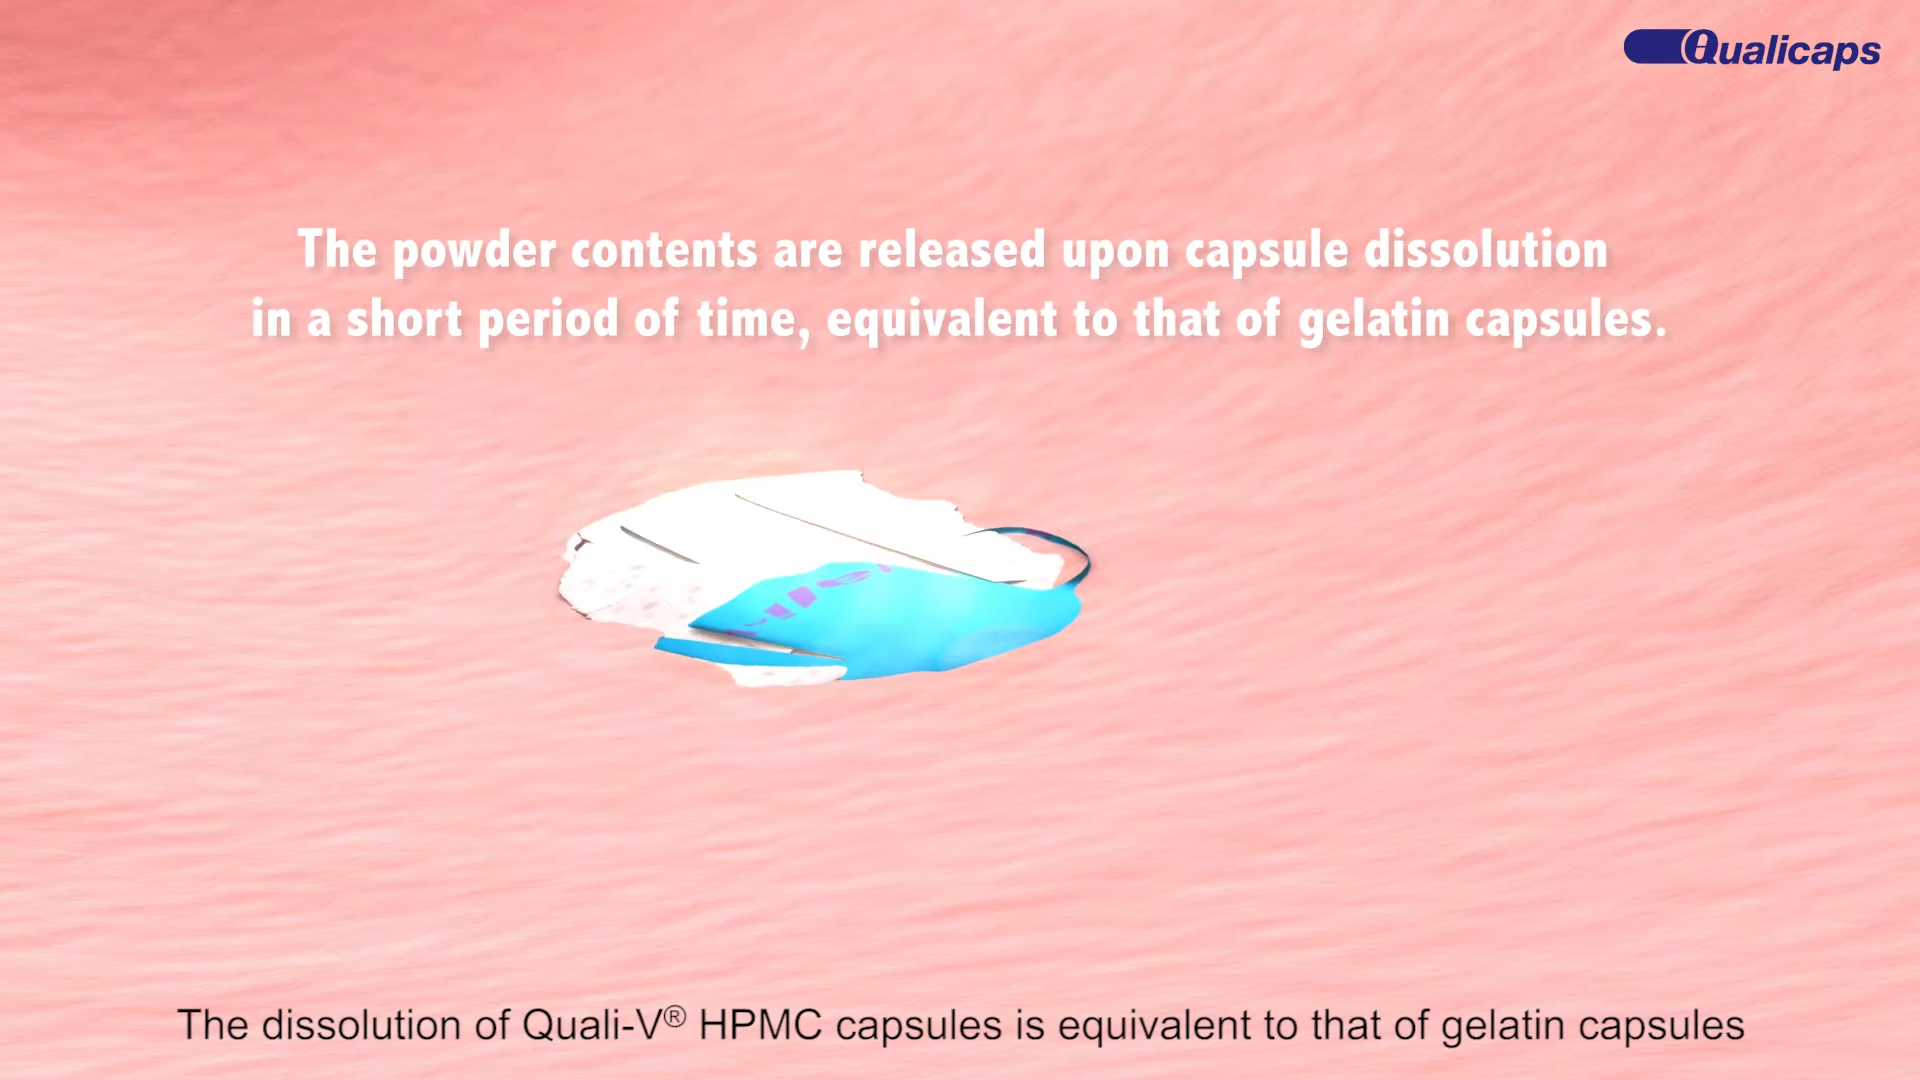 Qualicaps
The powder contents are released upon capsule dissolution
in a short period of time, equivalent to that of gelatin capsules.
The dissolution of Quali-V® HPMC capsules is equivalent to that of gelatin capsules